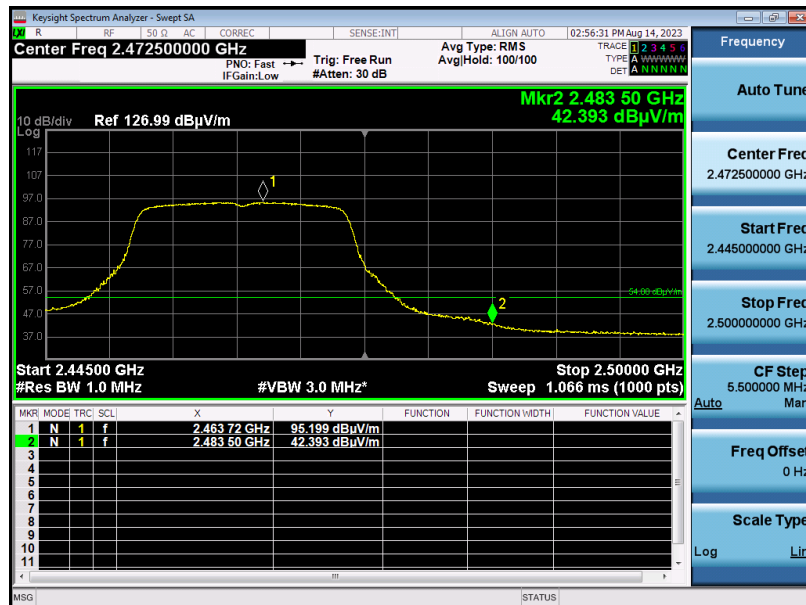 Keysight Spectrum Analyzer - Swept SA
LXI R RF 50 Ω AC CORREC SENSE:INT ALIGN AUTO 02:56:31 PM Aug 14, 2023
Center Freq 2.472500000 GHz
PNO: Fast
IFGain:Low
Trig: Free Run
#Atten: 30 dB
Avg Type: RMS
Avg|Hold: 100/100
TRACE 1 2 3 4 5 6
TYPE A W W W W W
DET A N N N N N
Mkr2 2.483 50 GHz
42.393 dBµV/m
10 dB/div Ref 126.99 dBµV/m
Log
117
107
97.0
87.0
77.0
67.0
57.0
47.0
37.0
1
2
54.00 dBµV/m
Start 2.44500 GHz Stop 2.50000 GHz
#Res BW 1.0 MHz #VBW 3.0 MHz* Sweep 1.066 ms (1000 pts)
MKR MODE TRC SCL X Y FUNCTION FUNCTION WIDTH FUNCTION VALUE
1 N 1 f 2.463 72 GHz 95.199 dBµV/m
2 N 1 f 2.483 50 GHz 42.393 dBµV/m
3
4
5
6
7
8
9
10
11
MSG STATUS
Frequency
Auto Tune
Center Freq
2.472500000 GHz
Start Freq
2.445000000 GHz
Stop Freq
2.500000000 GHz
CF Step
5.500000 MHz
Auto Man
Freq Offset
0 Hz
Scale Type
Log Lin